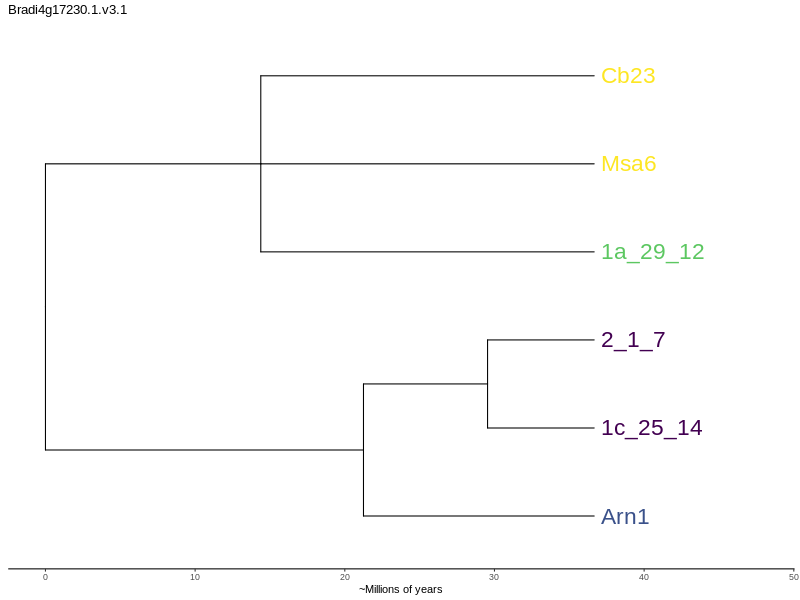 Bradi4g17230.1.v3.1
Cb23
Msa6
1a_29_12
2_1_7
1c_25_14
Arn1
0 10 20 30 40 50
~Millions of years